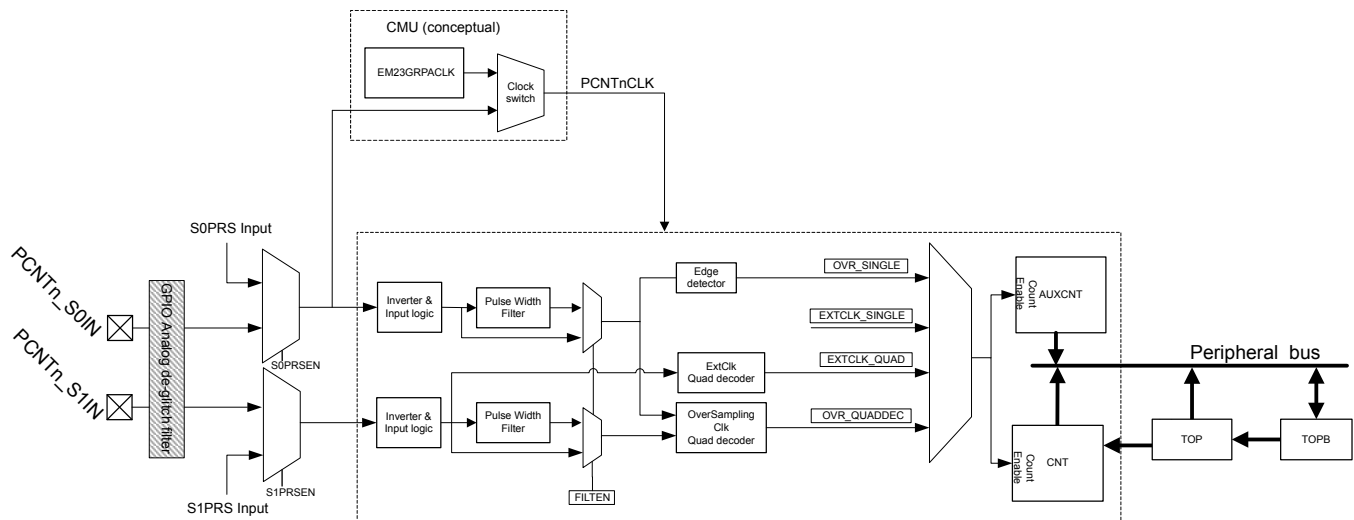 CMU (conceptual)
EM23GRPACLK
Clock
switch
PCNTnCLK
S0PRS Input
PCNTn_S0IN
PCNTn_S1IN
GPIO Analog de-glitch filter
S0PRSEN
S1PRS Input
S1PRSEN
Inverter &
Input logic
Pulse Width
Filter
Inverter &
Input logic
Pulse Width
Filter
FILTEN
Edge
detector
ExtClk
Quad decoder
OverSampling
Clk
Quad decoder
OVR_SINGLE
EXTCLK_SINGLE
EXTCLK_QUAD
OVR_QUADDEC
Count
Enable
AUXCNT
Peripheral bus
Count
Enable
CNT
TOP
TOPB